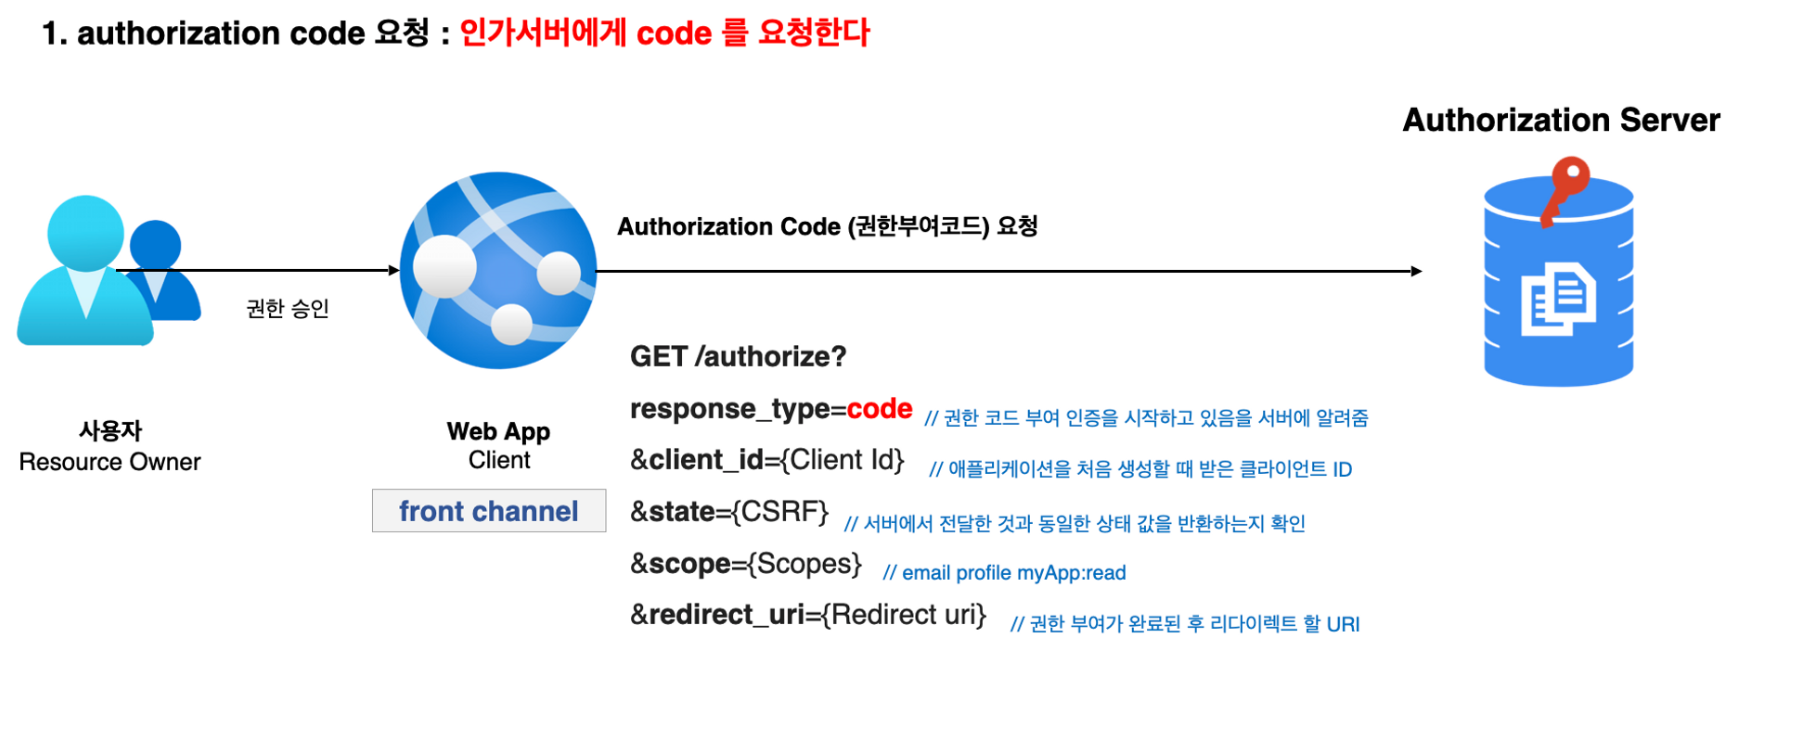 1. authorization code 요청 : 인가서버에게 code 를 요청한다
Authorization Server
Authorization Code (권한부여코드) 요청
권한 승인
사용자
Resource Owner
Web App
Client
front channel
GET /authorize?
response_type=code // 권한 코드 부여 인증을 시작하고 있음을 서버에 알려줌
&client_id={Client Id} // 애플리케이션을 처음 생성할 때 받은 클라이언트 ID
&state={CSRF} // 서버에서 전달한 것과 동일한 상태 값을 반환하는지 확인
&scope={Scopes} // email profile myApp:read
&redirect_uri={Redirect uri} // 권한 부여가 완료된 후 리다이렉트 할 URI